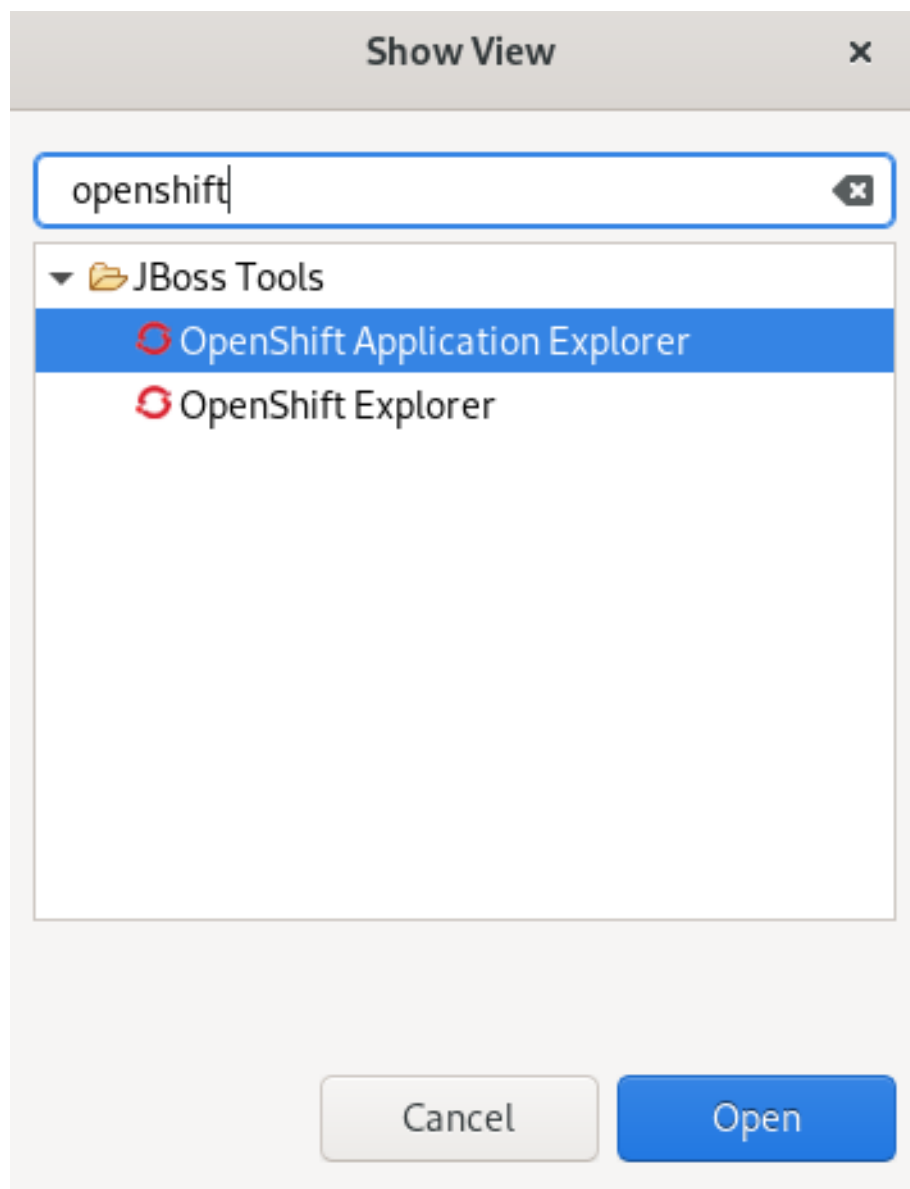 Show View
openshift
JBoss Tools
OpenShift Application Explorer
OpenShift Explorer
Cancel
Open